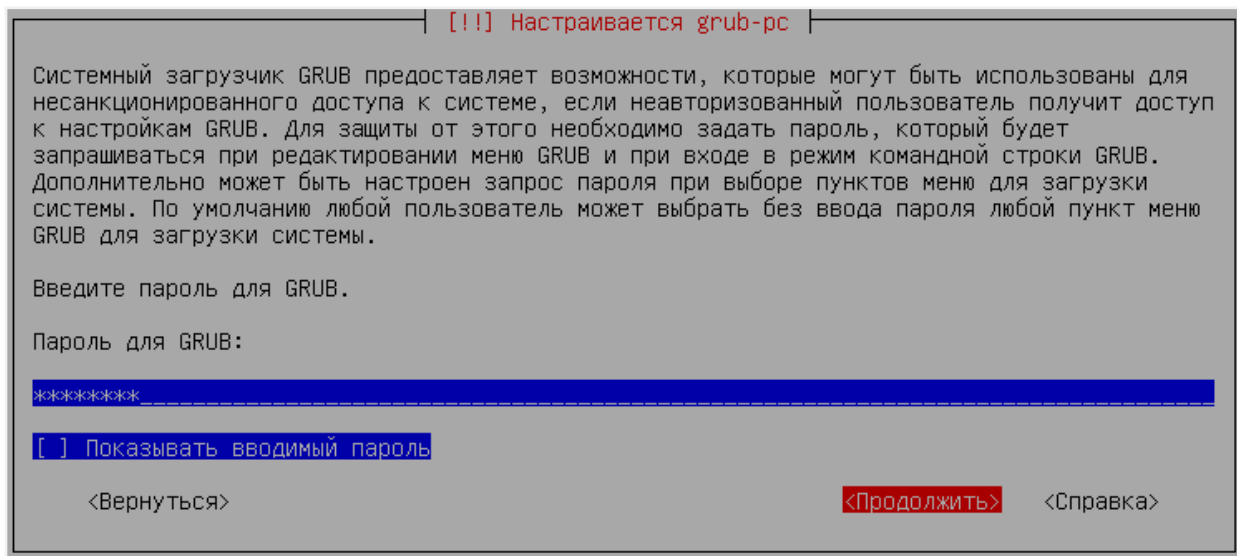 [!!] Настраивается grub-pc
Системный загрузчик GRUB предоставляет возможности, которые могут быть использованы для
несанкционированного доступа к системе, если неавторизованный пользователь получит доступ
к настройкам GRUB. Для защиты от этого необходимо задать пароль, который будет
запрашиваться при редактировании меню GRUB и при входе в режим командной строки GRUB.
Дополнительно может быть настроен запрос пароля при выборе пунктов меню для загрузки
системы. По умолчанию любой пользователь может выбрать без ввода пароля любой пункт меню
GRUB для загрузки системы.
Введите пароль для GRUB.
Пароль для GRUB:
********
[ ] Показывать вводимый пароль
<Вернуться> <Продолжить> <Справка>